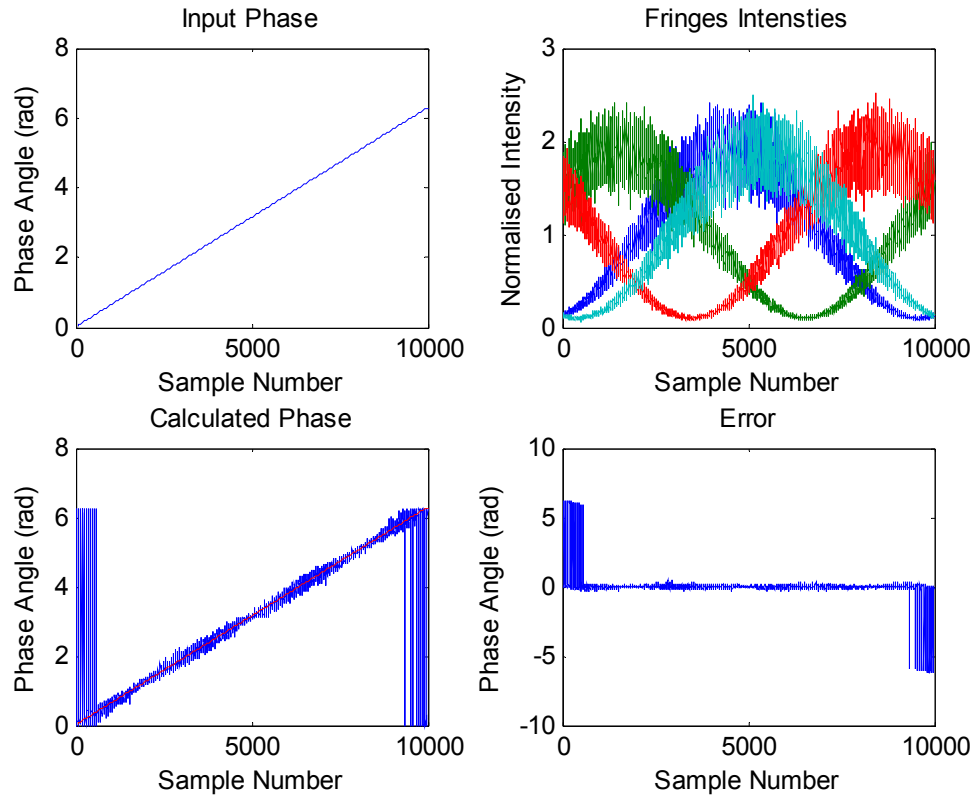 Input Phase
8
6
4
2
0
0 5000 10000
Phase Angle (rad)
Sample Number
Fringes Intensties
3
2
1
0
0 5000 10000
Normalised Intensity
Sample Number
Calculated Phase
8
6
4
2
0
0 5000 10000
Phase Angle (rad)
Sample Number
Error
10
5
0
-5
-10
0 5000 10000
Phase Angle (rad)
Sample Number